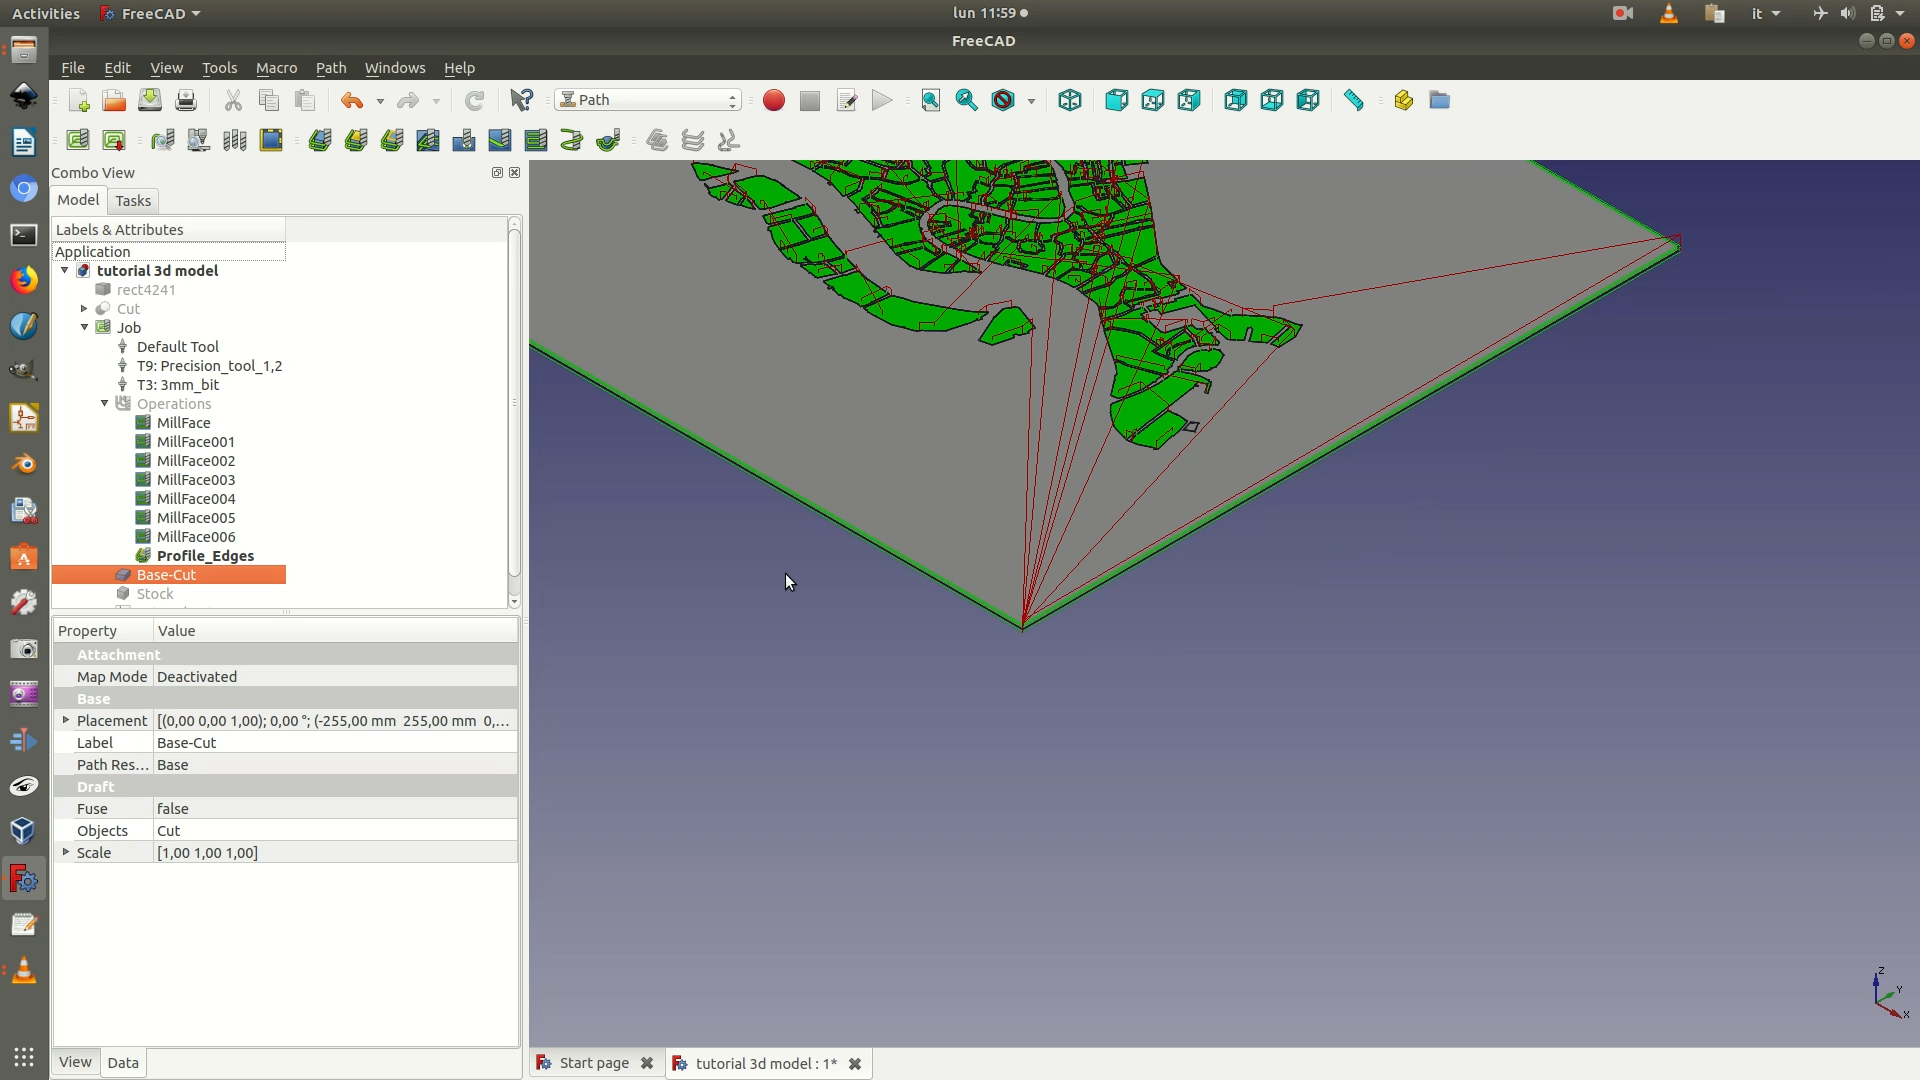 Activities FreeCAD lun 11:59 it
FreeCAD
File Edit View Tools Macro Path Windows Help
Path
Combo View
Model Tasks
Labels & Attributes
Application
tutorial 3d model
rect4241
Cut
Job
Default Tool
T9: Precision_tool_1,2
T3: 3mm_bit
Operations
MillFace
MillFace001
MillFace002
MillFace003
MillFace004
MillFace005
MillFace006
Profile_Edges
Base-Cut
Stock
Property Value
Attachment
Map Mode Deactivated
Base
Placement [(0,00 0,00 1,00); 0,00 °; (-255,00 mm 255,00 mm 0,...
Label Base-Cut
Path Res... Base
Draft
Fuse false
Objects Cut
Scale [1,00 1,00 1,00]
Z
Y
X
View Data Start page tutorial 3d model : 1*